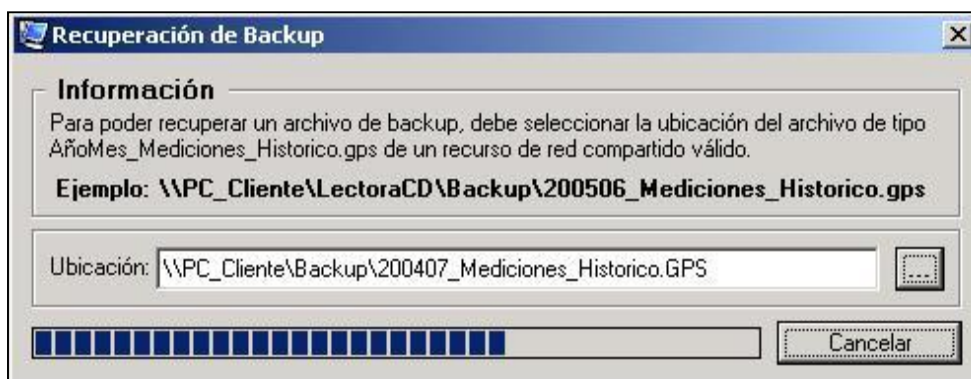 Recuperación de Backup
Información
Para poder recuperar un archivo de backup, debe seleccionar la ubicación del archivo de tipo
AñoMes_Mediciones_Historico.gps de un recurso de red compartido válido.
Ejemplo: \\PC_Cliente\LectoraCD\Backup\200506_Mediciones_Historico.gps
Ubicación: \\PC_Cliente\Backup\200407_Mediciones_Historico.GPS ...
Cancelar